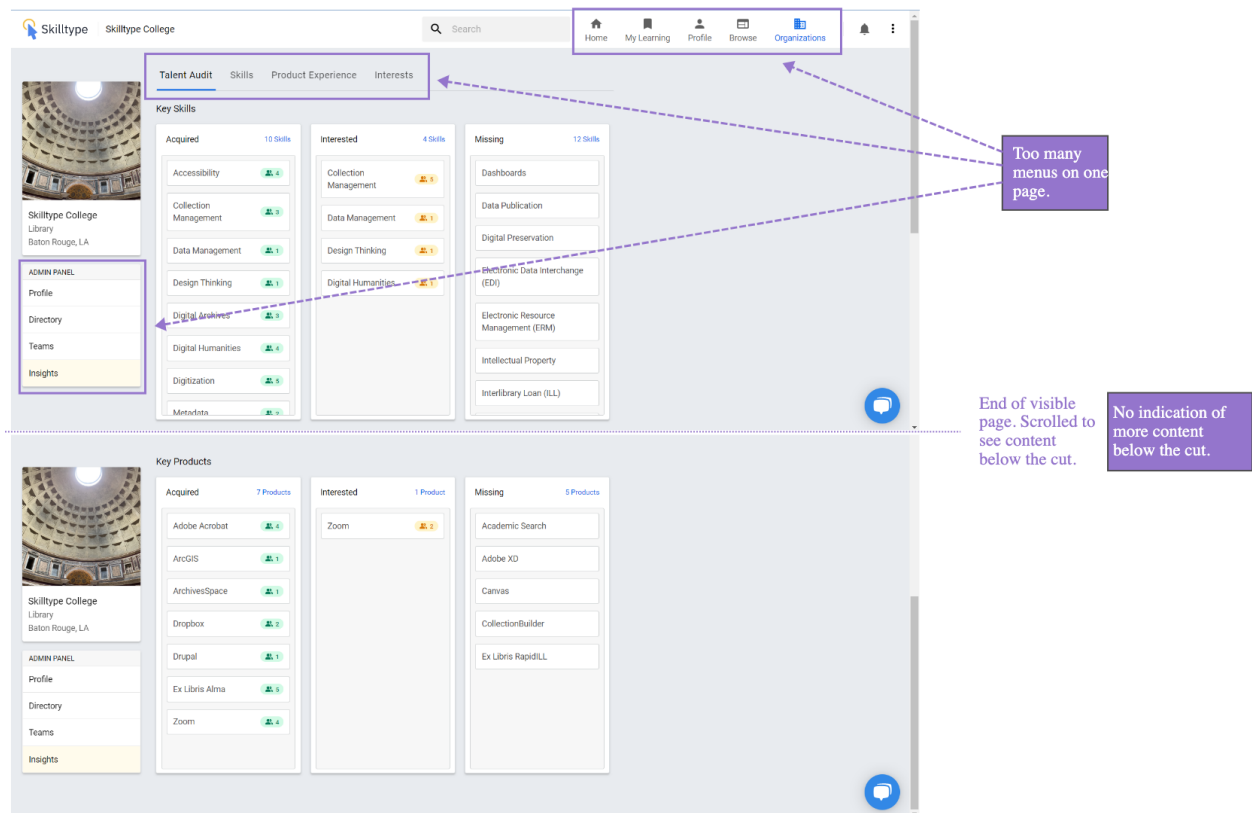 Skilltype
Skilltype College
Search
Home
My Learning
Profile
Browse
Organizations
Talent Audit
Skills
Product Experience
Interests
Key Skills
Skilltype College
Library
Baton Rouge, LA
ADMIN PANEL
Profile
Directory
Teams
Insights
Acquired
10 Skills
Accessibility
4
Collection
Management
3
Data Management
1
Design Thinking
1
Digital Archives
3
Digital Humanities
4
Digitization
5
Metadata
2
Interested
4 Skills
Collection
Management
5
Data Management
1
Design Thinking
1
Digital Humanities
1
Missing
12 Skills
Dashboards
Data Publication
Digital Preservation
Electronic Data Interchange
(EDI)
Electronic Resource
Management (ERM)
Intellectual Property
Interlibrary Loan (ILL)
Too many
menus on one
page.
End of visible
page. Scrolled to
see content
below the cut.
No indication of
more content
below the cut.
Key Products
Skilltype College
Library
Baton Rouge, LA
ADMIN PANEL
Profile
Directory
Teams
Insights
Acquired
7 Products
Adobe Acrobat
4
ArcGIS
1
ArchivesSpace
1
Dropbox
2
Drupal
1
Ex Libris Alma
5
Zoom
4
Interested
1 Product
Zoom
2
Missing
5 Products
Academic Search
Adobe XD
Canvas
CollectionBuilder
Ex Libris RapidILL